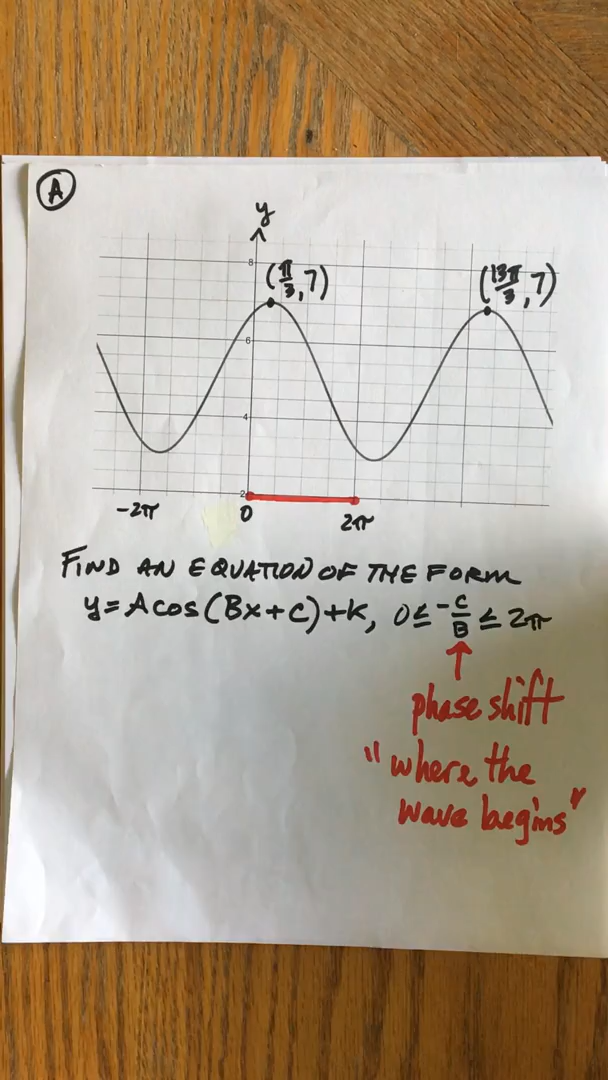 A
y
8
(π/3, 7) (13π/3, 7)
6
4
2
-2π 0 2π
FIND AN EQUATION OF THE FORM
y=Acos(Bx+C)+K, 0≤-C/B≤2π
phase shift
"where the
wave begins"